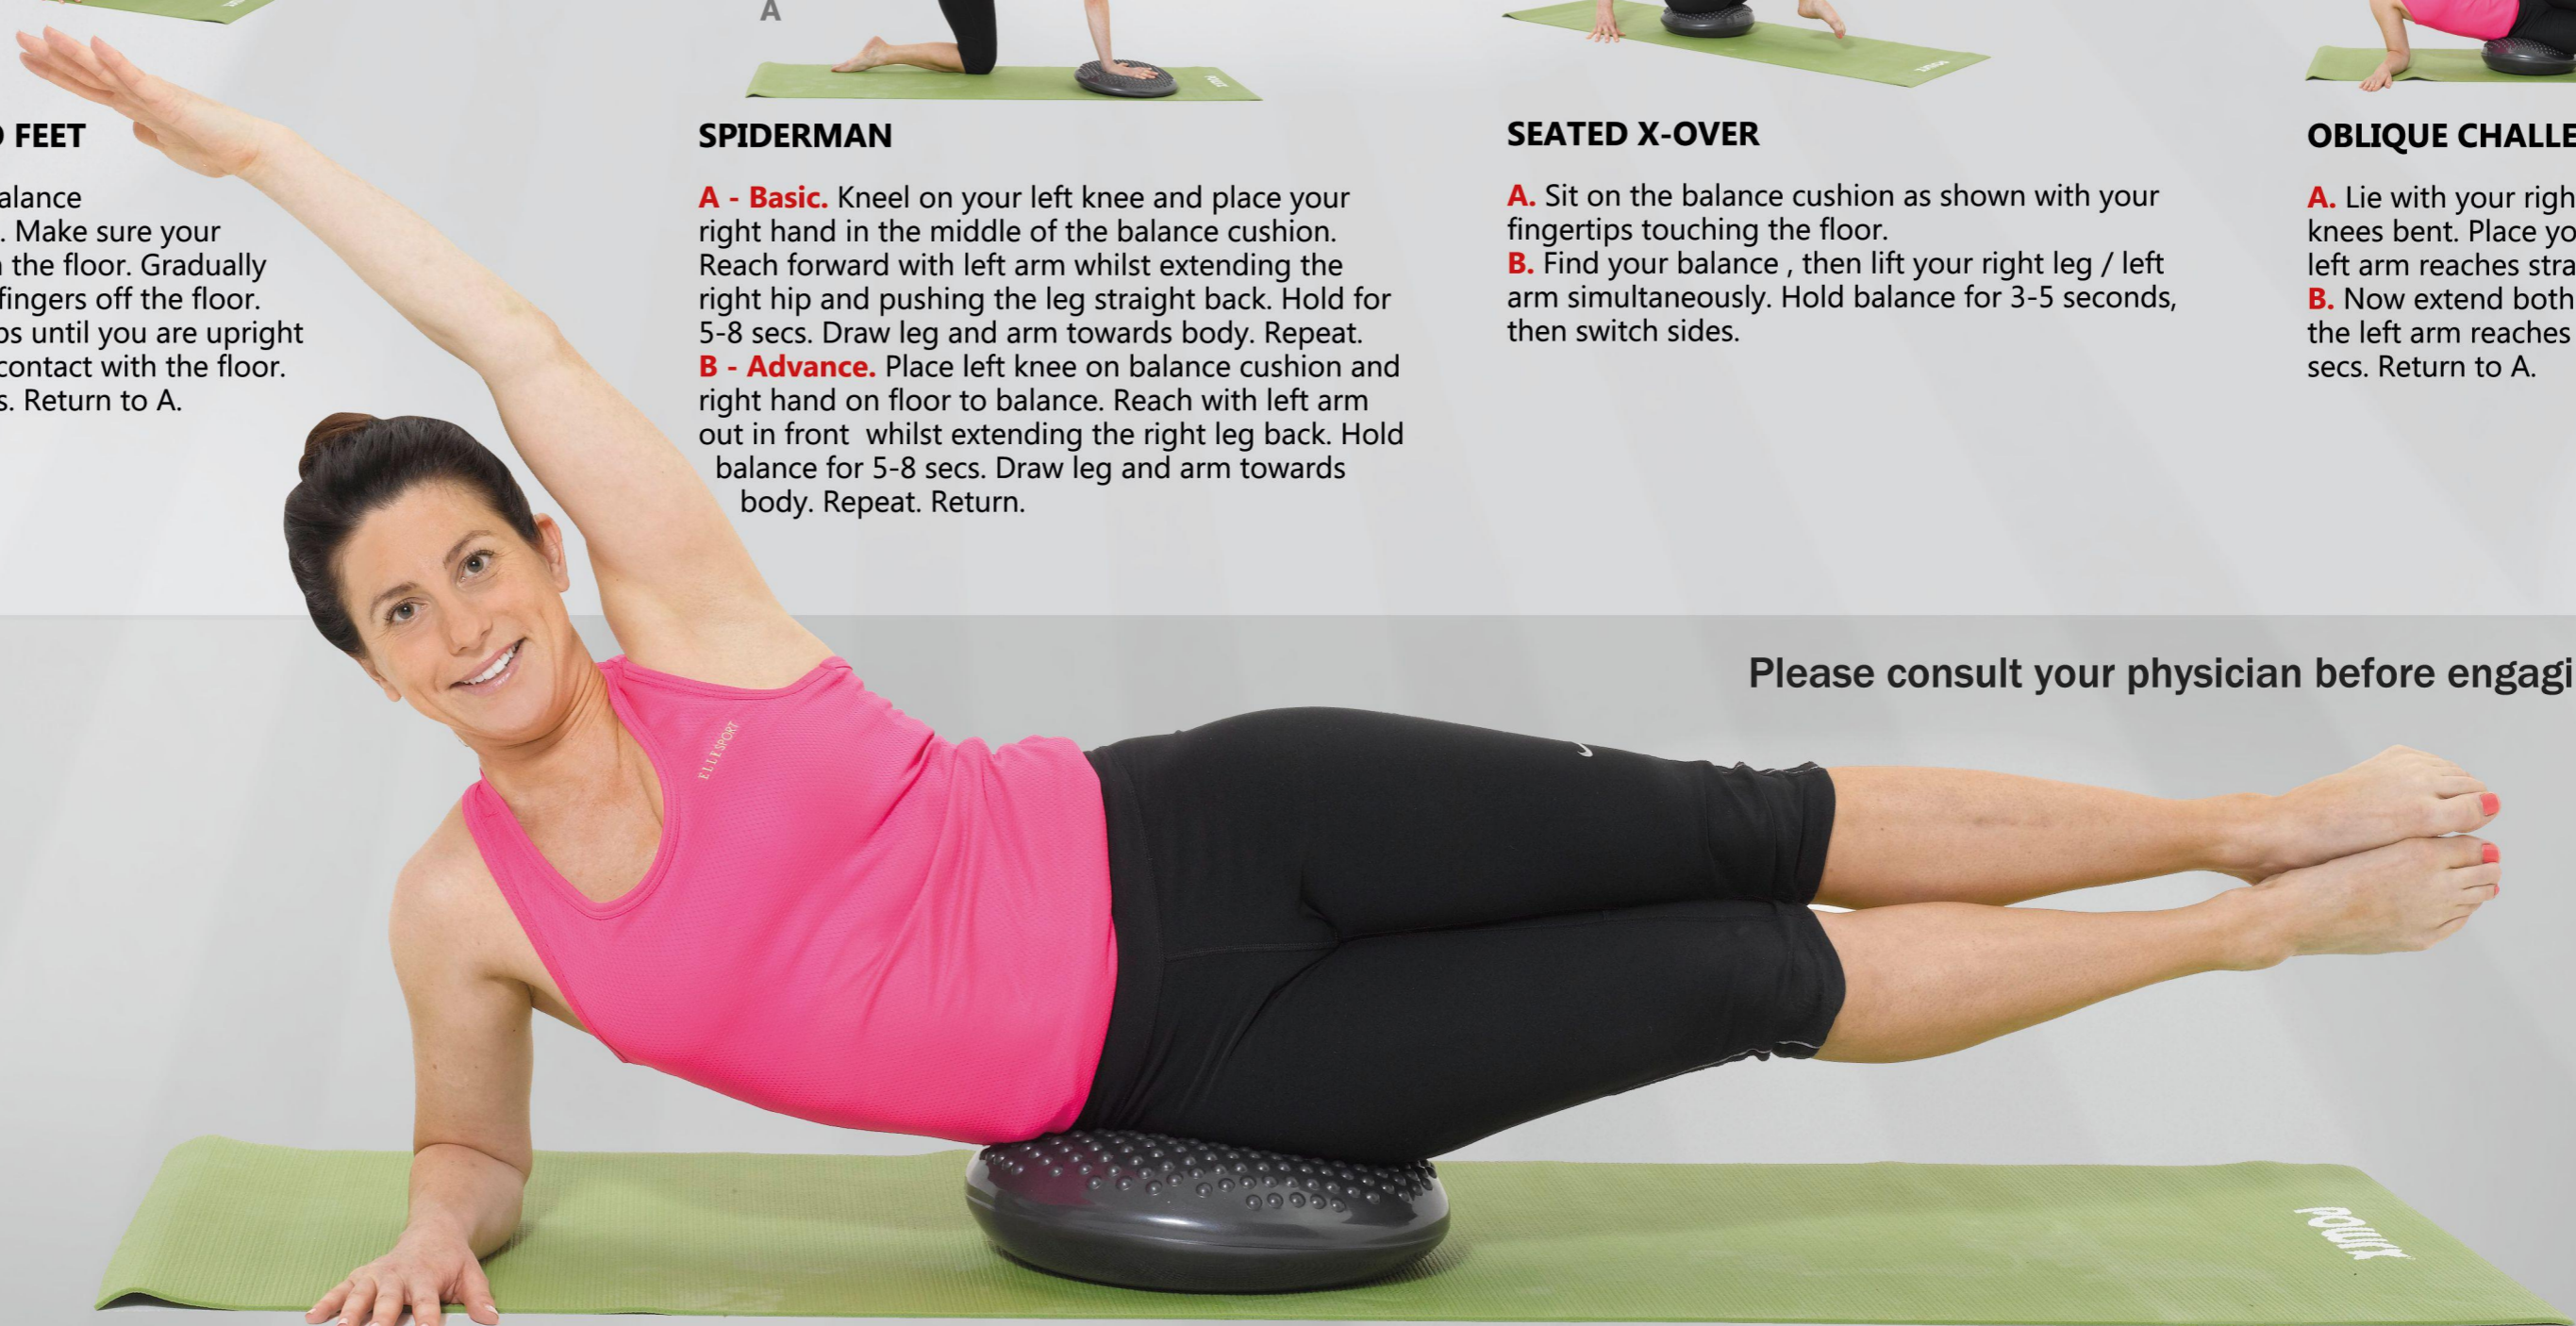 A
FEET
alance
. Make sure your
the floor. Gradually
fingers off the floor.
ps until you are upright
contact with the floor.
s. Return to A.
SPIDERMAN
A - Basic. Kneel on your left knee and place your
right hand in the middle of the balance cushion.
Reach forward with left arm whilst extending the
right hip and pushing the leg straight back. Hold for
5-8 secs. Draw leg and arm towards body. Repeat.
B - Advance. Place left knee on balance cushion and
right hand on floor to balance. Reach with left arm
out in front whilst extending the right leg back. Hold
balance for 5-8 secs. Draw leg and arm towards
body. Repeat. Return.
SEATED X-OVER
A. Sit on the balance cushion as shown with your
fingertips touching the floor.
B. Find your balance , then lift your right leg / left
arm simultaneously. Hold balance for 3-5 seconds,
then switch sides.
OBLIQUE CHALLE
A. Lie with your righ
knees bent. Place yo
left arm reaches stra
B. Now extend both
the left arm reaches
secs. Return to A.
Please consult your physician before engagi
ELLESPORT
POWRX